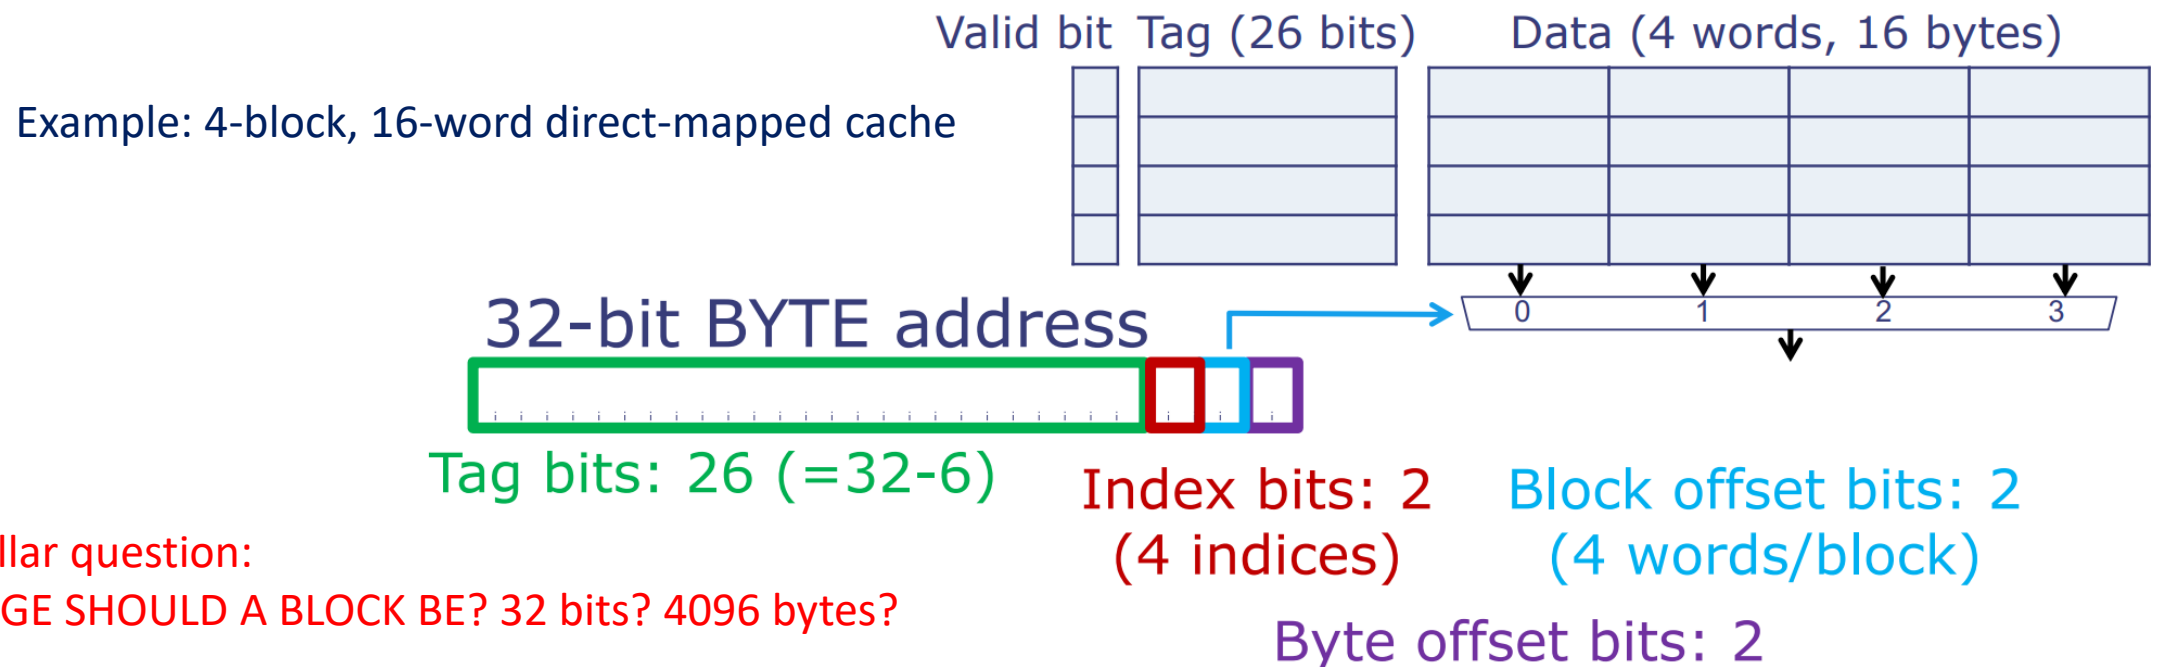 Valid bit Tag (26 bits) Data (4 words, 16 bytes)
Example: 4-block, 16-word direct-mapped cache
0 1 2 3
32-bit BYTE address
Tag bits: 26 (=32-6)
Index bits: 2
(4 indices)
Block offset bits: 2
(4 words/block)
question:
SHOULD A BLOCK BE? 32 bits? 4096 bytes?
Byte offset bits: 2